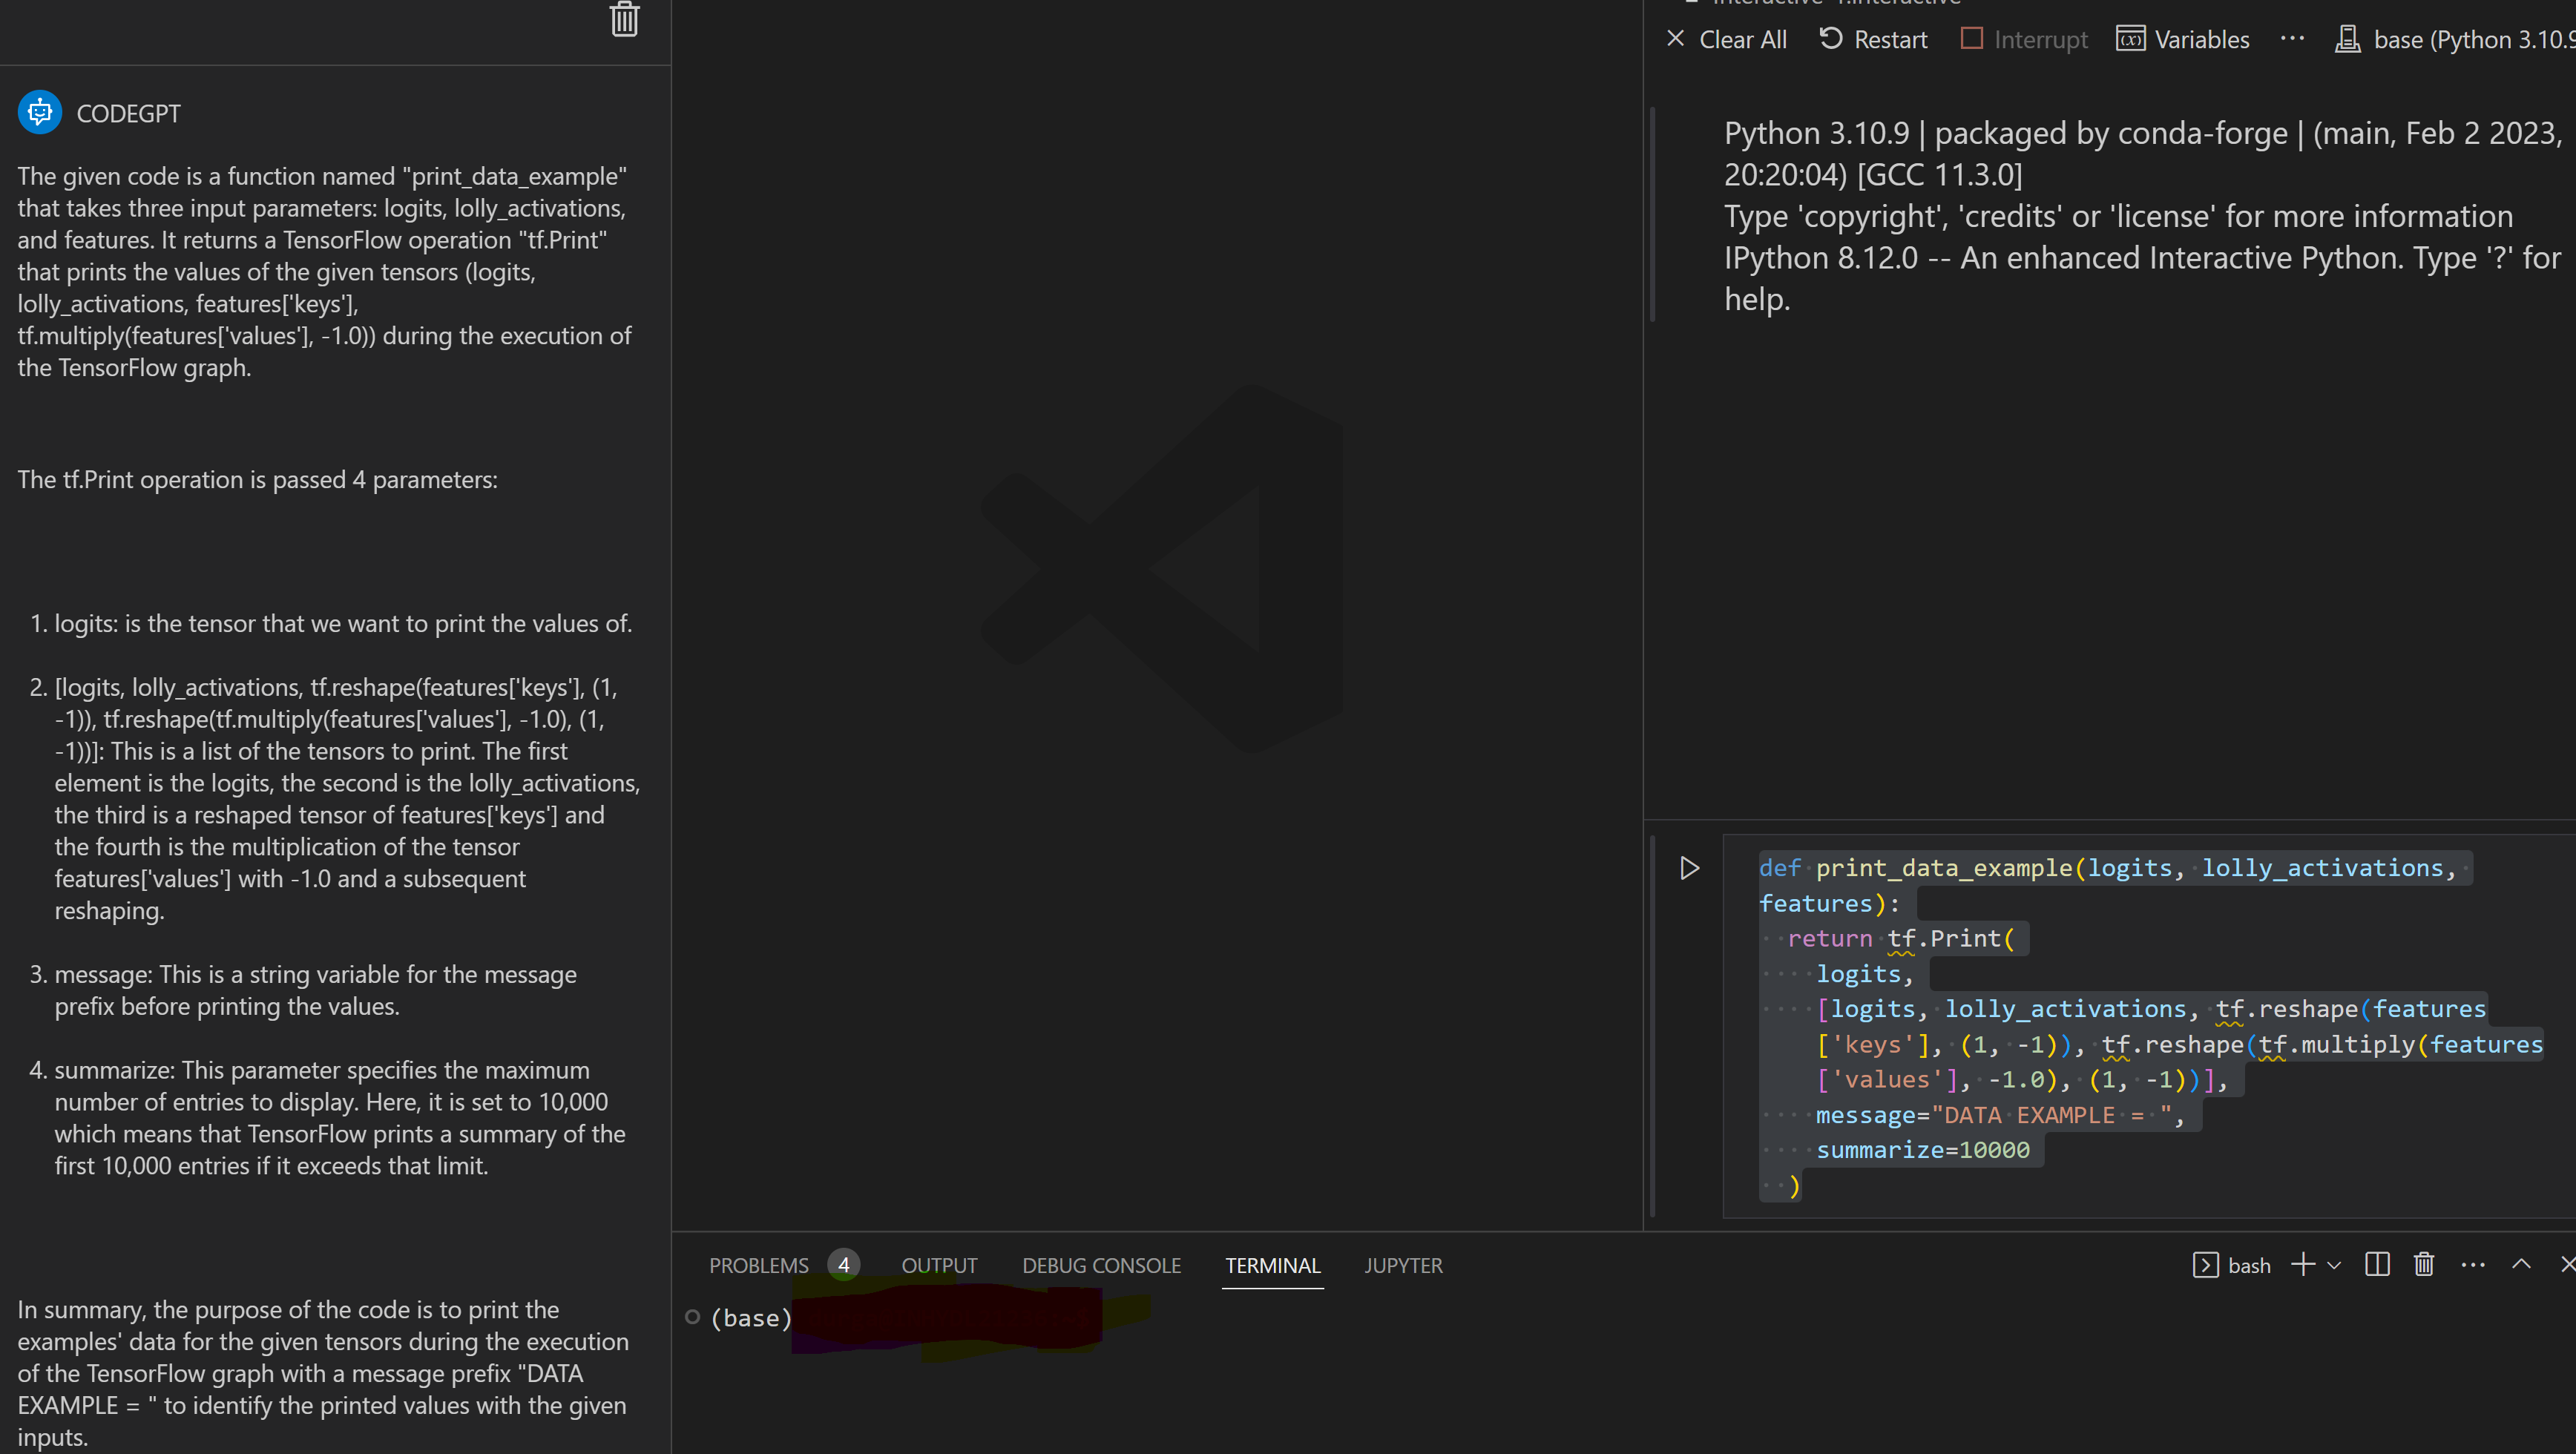 CODEGPT
The given code is a function named "print_data_example"
that takes three input parameters: logits, lolly_activations,
and features. It returns a TensorFlow operation "tf.Print"
that prints the values of the given tensors (logits,
lolly_activations, features['keys'],
tf.multiply(features['values'], -1.0)) during the execution of
the TensorFlow graph.
The tf.Print operation is passed 4 parameters:
1. logits: is the tensor that we want to print the values of.
2. [logits, lolly_activations, tf.reshape(features['keys'], (1,
-1)), tf.reshape(tf.multiply(features['values'], -1.0), (1,
-1))]: This is a list of the tensors to print. The first
element is the logits, the second is the lolly_activations,
the third is a reshaped tensor of features['keys'] and
the fourth is the multiplication of the tensor
features['values'] with -1.0 and a subsequent
reshaping.
3. message: This is a string variable for the message
prefix before printing the values.
4. summarize: This parameter specifies the maximum
number of entries to display. Here, it is set to 10,000
which means that TensorFlow prints a summary of the
first 10,000 entries if it exceeds that limit.
In summary, the purpose of the code is to print the
examples' data for the given tensors during the execution
of the TensorFlow graph with a message prefix "DATA
EXAMPLE = " to identify the printed values with the given
inputs.
Clear All Restart Interrupt Variables ··· base (Python 3.10.9
Python 3.10.9 | packaged by conda-forge | (main, Feb 2 2023,
20:20:04) [GCC 11.3.0]
Type 'copyright', 'credits' or 'license' for more information
IPython 8.12.0 -- An enhanced Interactive Python. Type '?' for
help.
def print_data_example(logits, lolly_activations,
features):
return tf.Print(
logits,
[logits, lolly_activations, tf.reshape(features
['keys'], (1, -1)), tf.reshape(tf.multiply(features
['values'], -1.0), (1, -1))],
message="DATA EXAMPLE = ",
summarize=10000
)
PROBLEMS 4 OUTPUT DEBUG CONSOLE TERMINAL JUPYTER bash
(base)